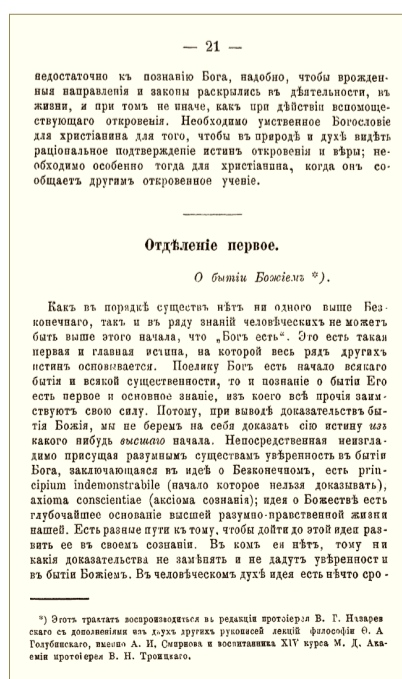 — 21 —
недостаточно къ познанію Бога, надобно, чтобы врожден-
ныя направленія и законы раскрылись въ дѣятельности, въ
жизни, и при томъ не иначе, какъ при дѣйствіи вспомоще-
ствующаго откровенія. Необходимо умственное Богословіе
для христіанина для того, чтобы въ природѣ и духѣ видѣть
раціональное подтвержденіе истинъ откровенія и вѣры; не-
обходимо особенно тогда для христіанина, когда онъ со-
общаетъ другимъ откровенное ученіе.
Отдѣленіе первое.
О бытіи Божіемъ *).
Какъ въ порядкѣ существъ нѣтъ ни одного выше Без-
конечнаго, такъ и въ ряду знаній человѣческихъ не можетъ
быть выше этого начала, что „Богъ есть“. Это есть такая
первая и главная истина, на которой весь рядъ другихъ
истинъ основывается. Поелику Богъ есть начало всякаго
бытія и всякой существенности, то и познаніе о бытіи Его
есть первое и основное знаніе, изъ коего всѣ прочія заим-
ствуютъ свою силу. Потому, при выводѣ доказательствъ бы-
тія Божія, мы не беремъ на себя доказать сію истину изъ
какого нибудь высшаго начала. Непосредственная неизгла-
димо присущая разумнымъ существамъ увѣренность въ бытіи
Бога, заключающаяся въ идеѣ о Безконечномъ, есть prin-
cipium indemonstrabile (начало которое нельзя доказывать),
axioma conscientiae (аксіома сознанія); идея о Божествѣ есть
глубочайшее основаніе высшей разумно-нравственной жизни
нашей. Есть разные пути къ тому, чтобы дойти до этой идеи раз-
вить ее въ своемъ сознаніи. Въ комъ ея нѣтъ, тому ни
какія доказательства не замѣнятъ и не дадутъ увѣренности
въ бытіи Божіемъ. Въ человѣческомъ духѣ идея есть нѣчто сро-
*) Этотъ трактатъ воспроизводиться въ редакціи протоіерея В. Г. Назарев
скаго съ дополненіями изъ двухъ другихъ рукописей лекцій философіи Ѳ. А
Голубинскаго, именно А. И. Смирнова и воспитанника XIV курса М. Д. Ака-
деміи протоіерея В. Н. Троицкаго.